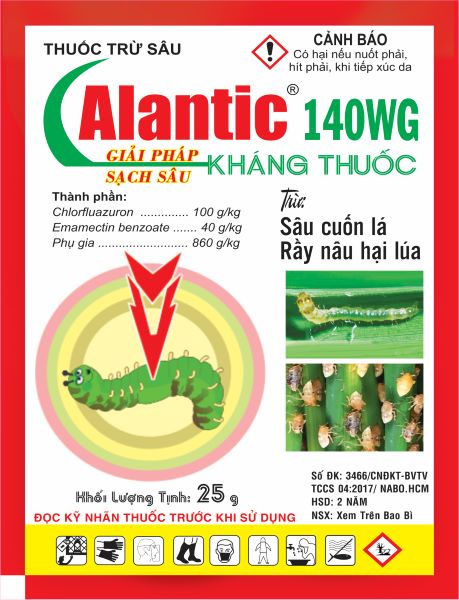 THUỐC TRỪ SÂU
CẢNH BÁO
Có hại nếu nuốt phải,
hít phải, khi tiếp xúc da
Calantic® 140WG
GIẢI PHÁP
SẠCH SÂU
KHÁNG THUỐC
Thành phần:
Chlorfluazuron .............. 100 g/kg
Emamectin benzoate ....... 40 g/kg
Phụ gia .......................... 860 g/kg
Trừ:
Sâu cuốn lá
Rầy nâu hại lúa
Khối Lượng Tịnh: 25 g
Số ĐK: 3466/CNĐKT-BVTV
TCCS 04:2017/ NABO.HCM
HSD: 2 NĂM
NSX: Xem Trên Bao Bì
ĐỌC KỸ NHÃN THUỐC TRƯỚC KHI SỬ DỤNG